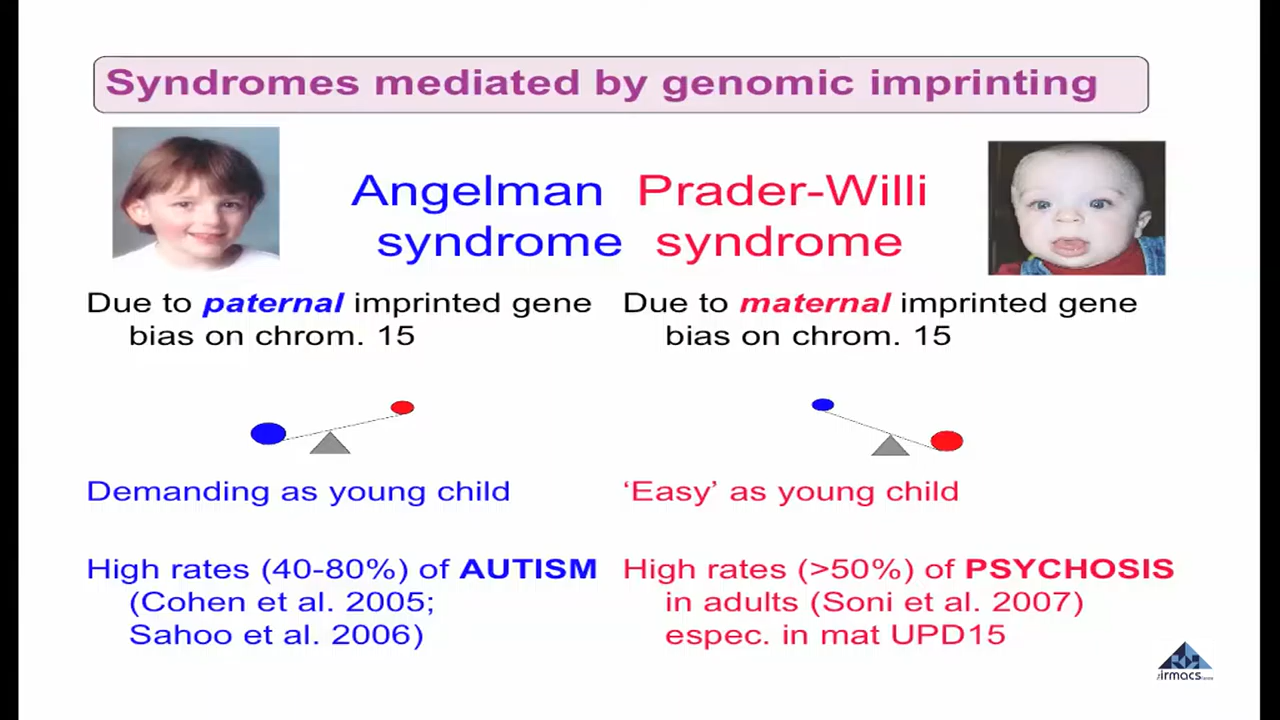 Syndromes mediated by genomic imprinting
Angelman
syndrome
Prader-Willi
syndrome
Due to paternal imprinted gene
bias on chrom. 15
Due to maternal imprinted gene
bias on chrom. 15
Demanding as young child
‘Easy’ as young child
High rates (40-80%) of AUTISM
(Cohen et al. 2005;
Sahoo et al. 2006)
High rates (>50%) of PSYCHOSIS
in adults (Soni et al. 2007)
espec. in mat UPD15
irmacs